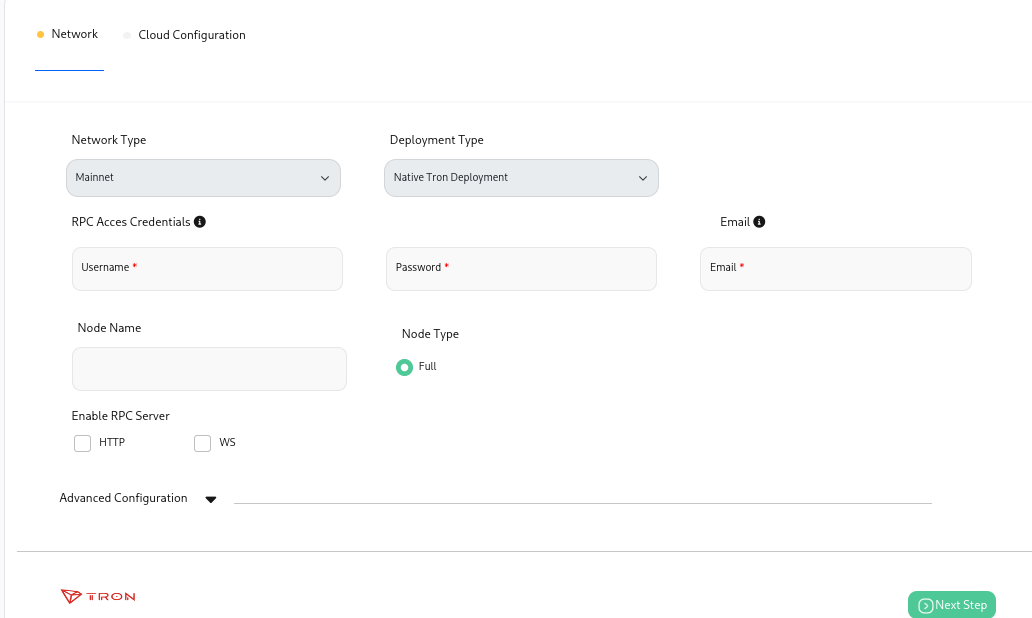 Network
Cloud Configuration
Network Type
Deployment Type
Mainnet
Native Tron Deployment
RPC Acces Credentials
Email
Username *
Password *
Email *
Node Name
Node Type
Full
Enable RPC Server
HTTP
WS
Advanced Configuration
TRON
Next Step